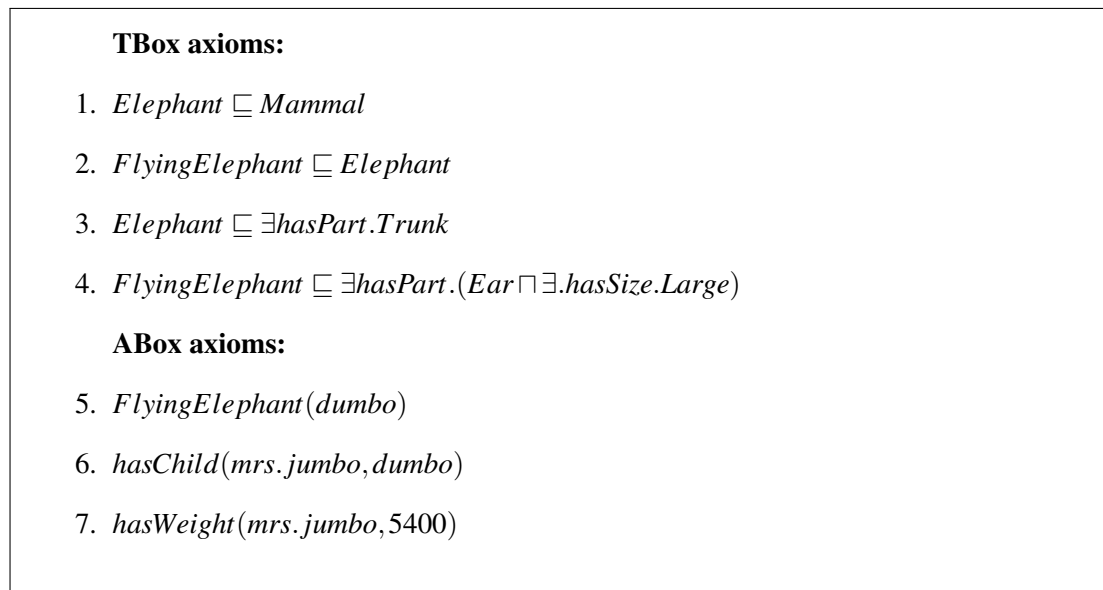 TBox axioms:
1. Elephant ⊑ Mammal
2. FlyingElephant ⊑ Elephant
3. Elephant ⊑ ∃hasPart.Trunk
4. FlyingElephant ⊑ ∃hasPart.(Ear ⊓ ∃.hasSize.Large)
ABox axioms:
5. FlyingElephant(dumbo)
6. hasChild(mrs.jumbo,dumbo)
7. hasWeight(mrs.jumbo,5400)